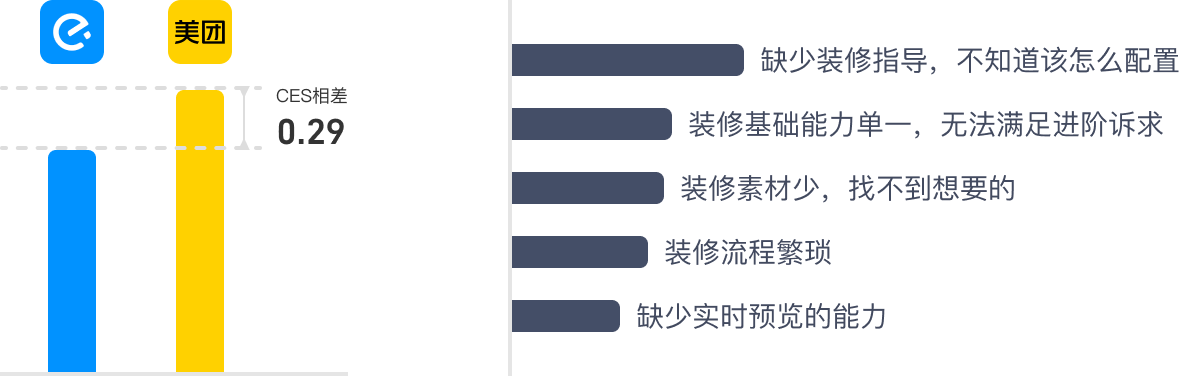 美团
CES相差
0.29
缺少装修指导，不知道该怎么配置
装修基础能力单一，无法满足进阶诉求
装修素材少，找不到想要的
装修流程繁琐
缺少实时预览的能力